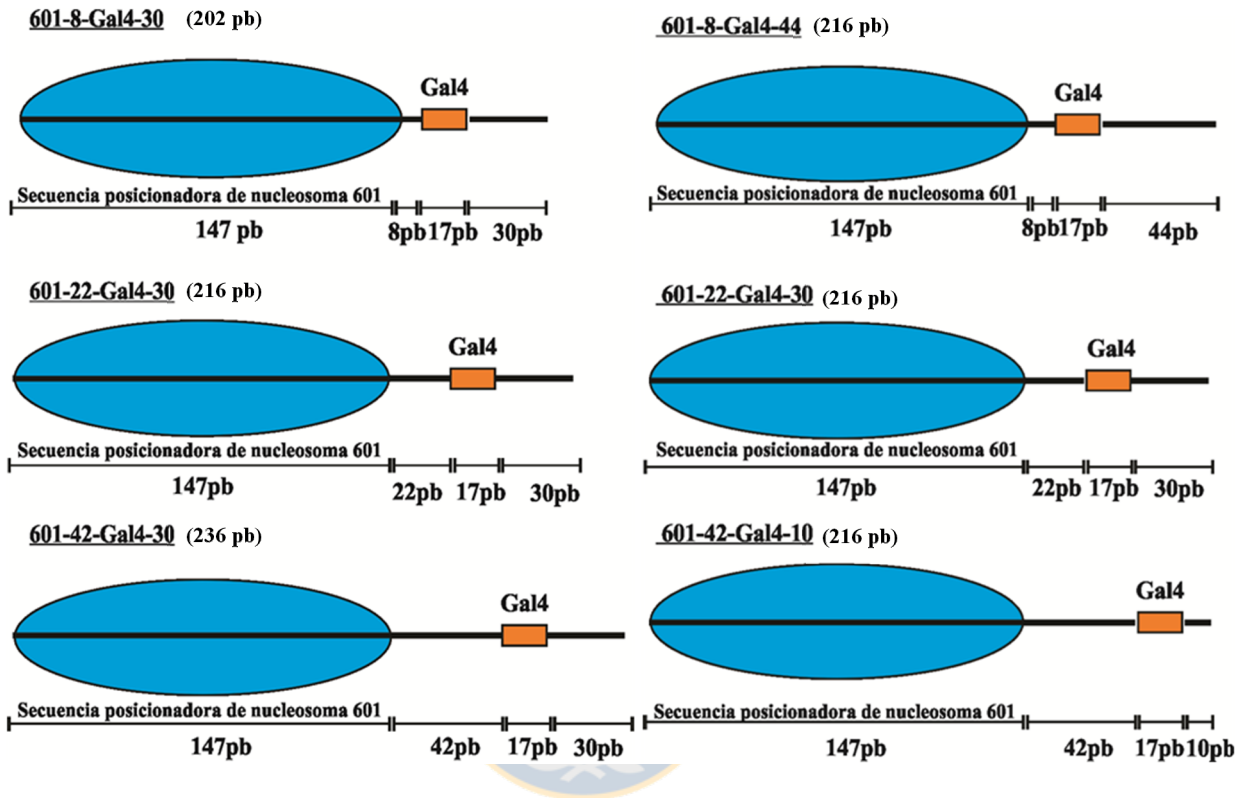 601-8-Gal4-30 (202 pb)
Gal4
Secuencia posicionadora de nucleosoma 601
147 pb 8pb 17pb 30pb
601-8-Gal4-44 (216 pb)
Gal4
Secuencia posicionadora de nucleosoma 601
147pb 8pb 17pb 44pb
601-22-Gal4-30 (216 pb)
Gal4
Secuencia posicionadora de nucleosoma 601
147pb 22pb 17pb 30pb
601-22-Gal4-30 (216 pb)
Gal4
Secuencia posicionadora de nucleosoma 601
147pb 22pb 17pb 30pb
601-42-Gal4-30 (236 pb)
Gal4
Secuencia posicionadora de nucleosoma 601
147pb 42pb 17pb 30pb
601-42-Gal4-10 (216 pb)
Gal4
Secuencia posicionadora de nucleosoma 601
147pb 42pb 17pb 10pb